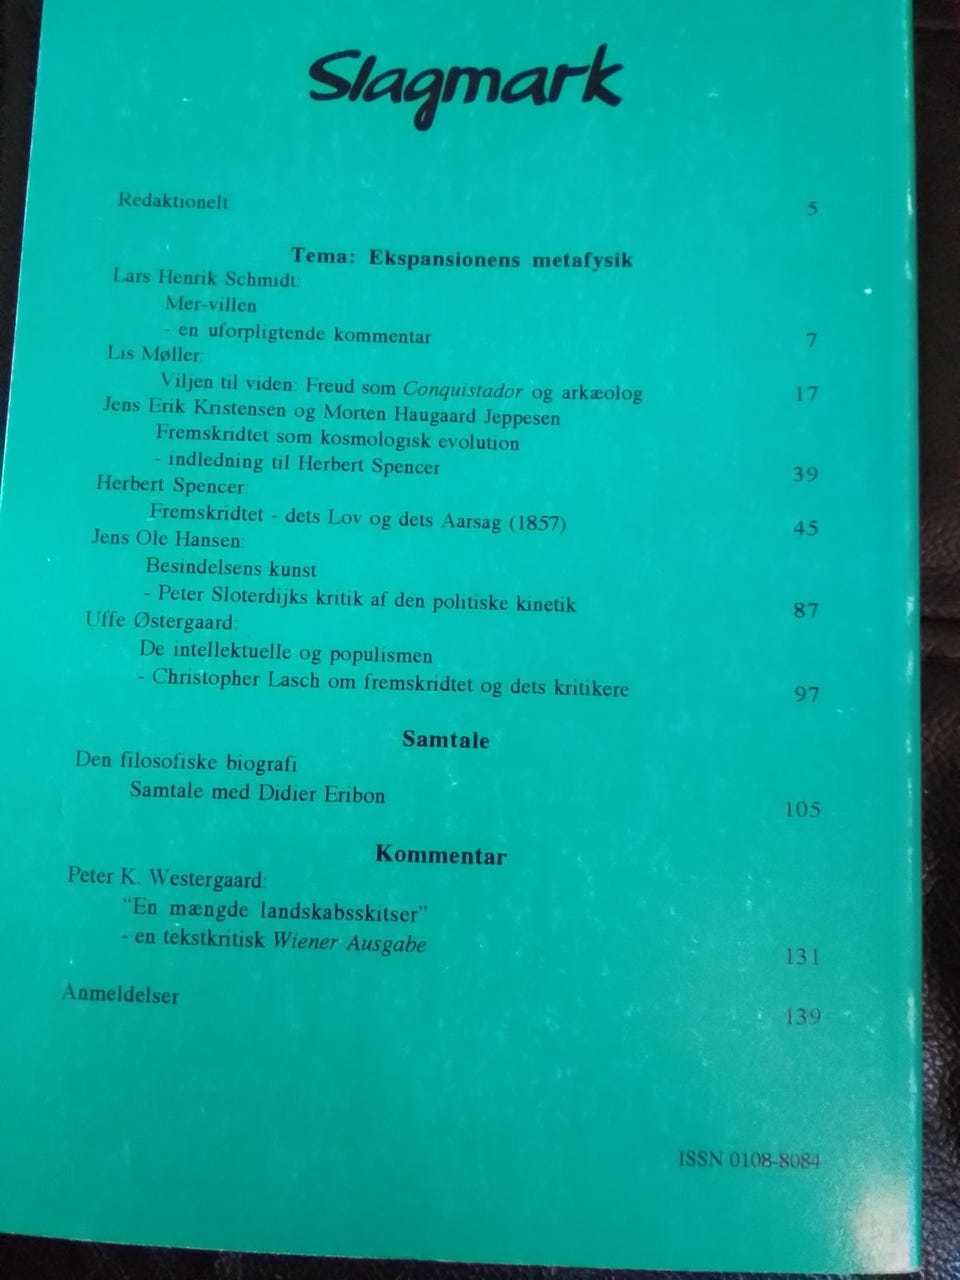 Slagmark
Redaktionelt 5
Tema: Ekspansionens metafysik
Lars Henrik Schmidt:
Mer-villen
- en uforpligtende kommentar 7
Lis Møller:
Viljen til viden: Freud som Conquistador og arkæolog 17
Jens Erik Kristensen og Morten Haugaard Jeppesen
Fremskridtet som kosmologisk evolution
- indledning til Herbert Spencer 39
Herbert Spencer:
Fremskridtet - dets Lov og dets Aarsag (1857) 45
Jens Ole Hansen:
Besindelsens kunst
- Peter Sloterdijks kritik af den politiske kinetik 87
Uffe Østergaard:
De intellektuelle og populismen
- Christopher Lasch om fremskridtet og dets kritikere 97
Samtale
Den filosofiske biografi
Samtale med Didier Eribon 105
Kommentar
Peter K. Westergaard:
"En mængde landskabsskitser"
- en tekstkritisk Wiener Ausgabe 131
Anmeldelser 139
ISSN 0108-8084